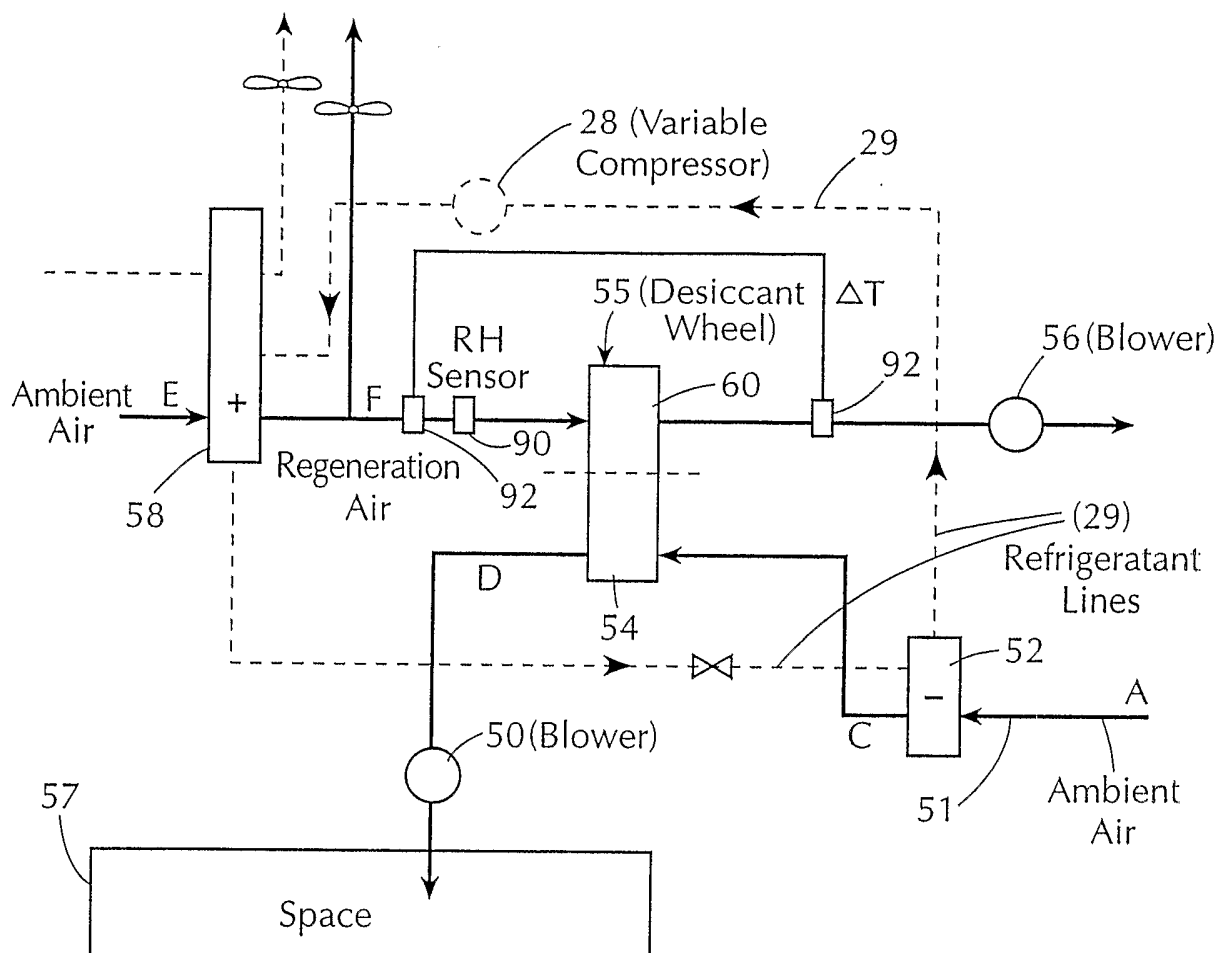 28 (Variable
Compressor)
29
55 (Desiccant
Wheel)
ΔT
56 (Blower)
RH
Sensor
60
92
Ambient
Air
E
+
F
90
Regeneration
Air
92
58
(29)
Refrigeratant
Lines
D
54
52
−
A
C
50 (Blower)
51
Ambient
Air
57
Space